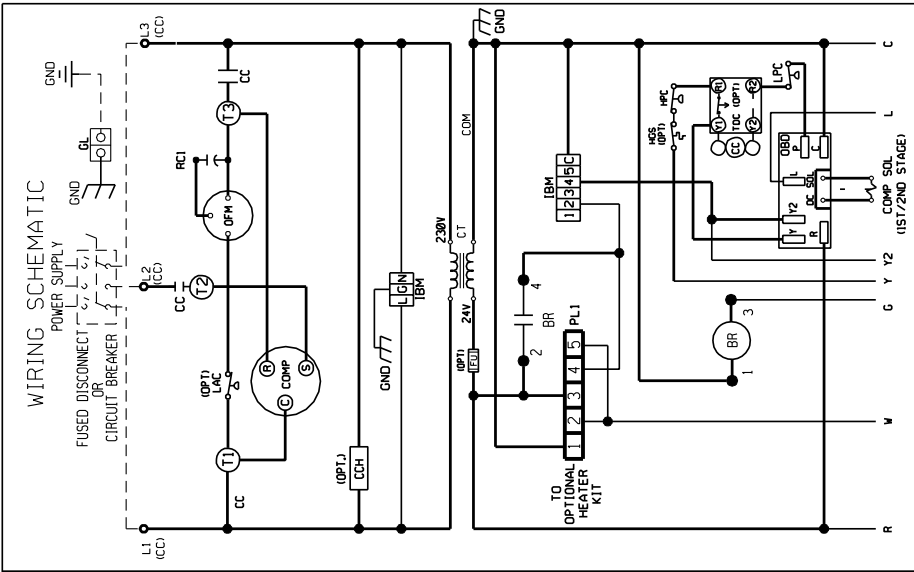 WIRING SCHEMATIC
POWER SUPPLY
FUSED DISCONNECT
OR
CIRCUIT BREAKER
GND
GL
GND
L3
(CC)
L2
(CC)
L1
(CC)
CC
T3
RC1
OFM
CC
T2
(OPT)
LAC
R
COMP
S
C
T1
CC
(OPT.)
CCH
L G N
IBM
GND
230V
CT
24V
COM
GND
(OPT)
IFU
4
BR
2
PL1
1 2 3 4 5
TO
OPTIONAL
HEATER
KIT
IBM
1 2 3 4 5 C
HPC
HGS
(OPT)
R1
R2
TDC (OPT)
Y1
Y2
CC
LPC
OBD
P
C
L
SOL
DC
Y2
Y
R
COMP SOL
(1ST/2ND STAGE)
BR
3
1
C
L
Y2
Y
G
W
R